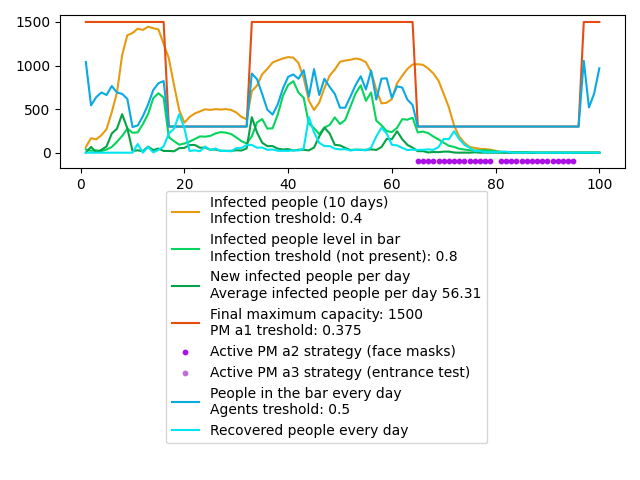 1500
1000
500
0
0 20 40 60 80 100
Infected people (10 days)
Infection treshold: 0.4
Infected people level in bar
Infection treshold (not present): 0.8
New infected people per day
Average infected people per day 56.31
Final maximum capacity: 1500
PM a1 treshold: 0.375
Active PM a2 strategy (face masks)
Active PM a3 strategy (entrance test)
People in the bar every day
Agents treshold: 0.5
Recovered people every day